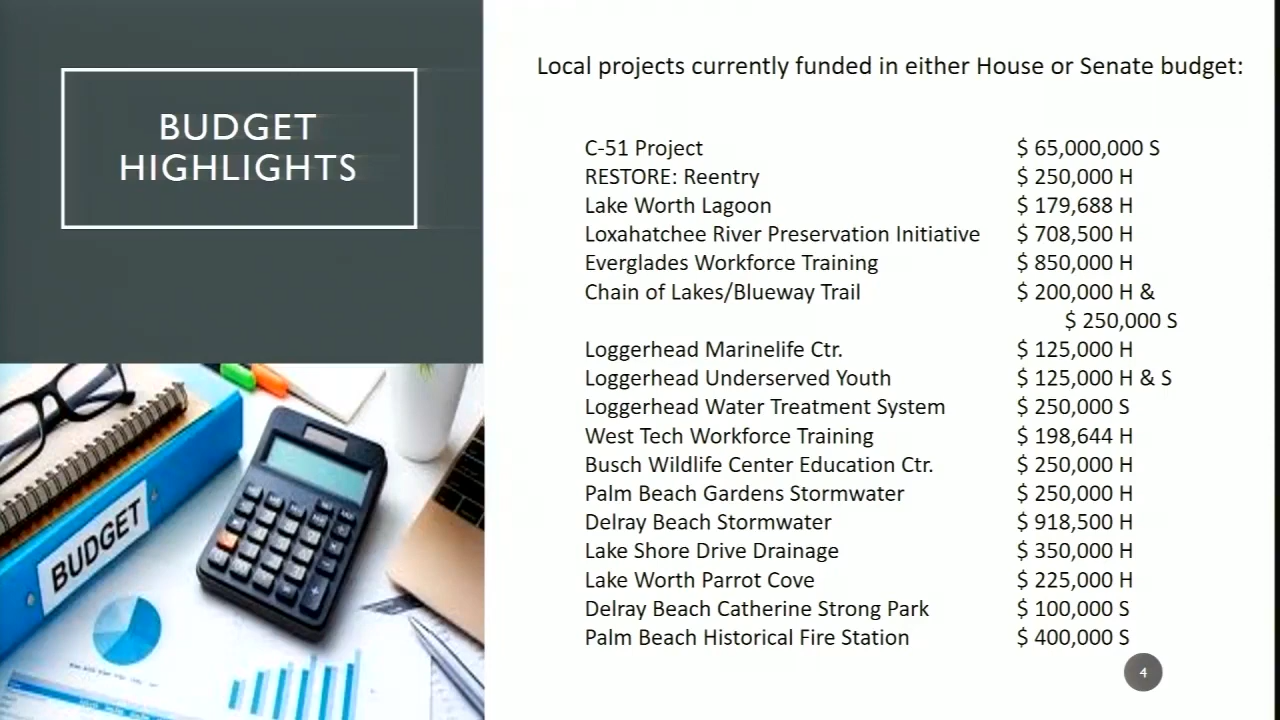 BUDGET
HIGHLIGHTS
Local projects currently funded in either House or Senate budget:
C-51 Project $ 65,000,000 S
RESTORE: Reentry $ 250,000 H
Lake Worth Lagoon $ 179,688 H
Loxahatchee River Preservation Initiative $ 708,500 H
Everglades Workforce Training $ 850,000 H
Chain of Lakes/Blueway Trail $ 200,000 H &
$ 250,000 S
Loggerhead Marinelife Ctr. $ 125,000 H
Loggerhead Underserved Youth $ 125,000 H & S
Loggerhead Water Treatment System $ 250,000 S
West Tech Workforce Training $ 198,644 H
Busch Wildlife Center Education Ctr. $ 250,000 H
Palm Beach Gardens Stormwater $ 250,000 H
Delray Beach Stormwater $ 918,500 H
Lake Shore Drive Drainage $ 350,000 H
Lake Worth Parrot Cove $ 225,000 H
Delray Beach Catherine Strong Park $ 100,000 S
Palm Beach Historical Fire Station $ 400,000 S
4
BUDGET